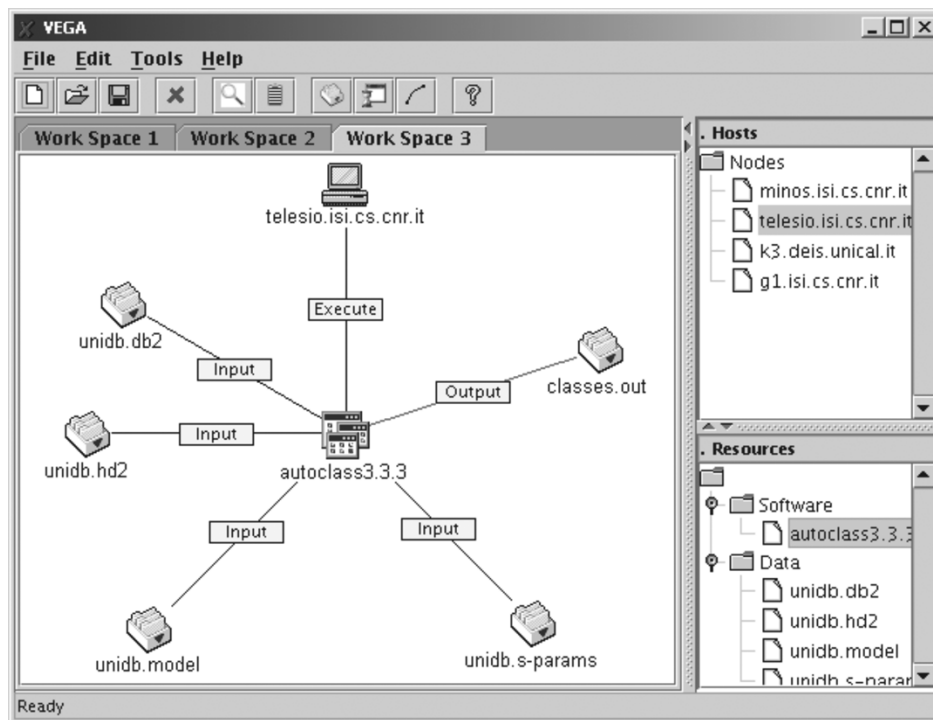 VEGA
File Edit Tools Help
Work Space 1 Work Space 2 Work Space 3
telesio.isi.cs.cnr.it
Execute
unidb.db2
Input
classes.out
Output
unidb.hd2
Input
autoclass3.3.3
Input
Input
unidb.model
unidb.s-params
. Hosts
Nodes
minos.isi.cs.cnr.it
telesio.isi.cs.cnr.it
k3.deis.unical.it
g1.isi.cs.cnr.it
. Resources
Software
autoclass3.3.3
Data
unidb.db2
unidb.hd2
unidb.model
unidb.s-param
Ready